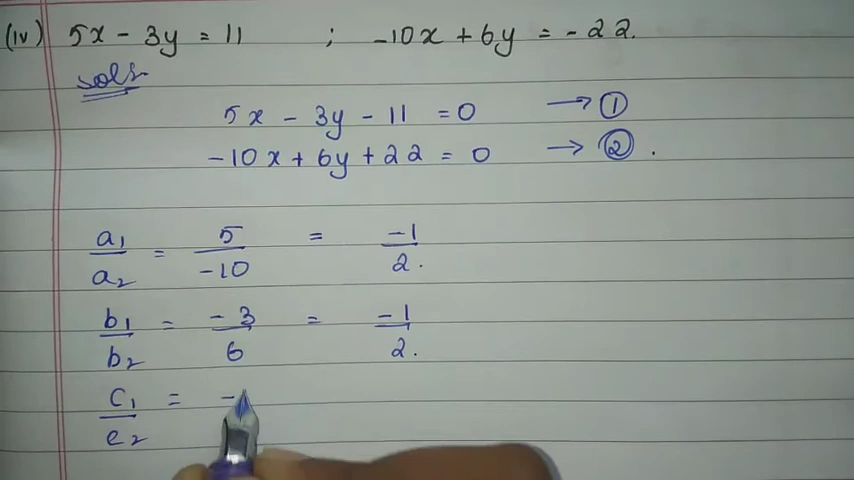 (iv) 5x - 3y = 11 ; -10x + 6y = -22.
Soln
5x - 3y - 11 = 0 → ①
-10x + 6y + 22 = 0 → ② .
a₁/a₂ = 5/-10 = -1/2.
b₁/b₂ = -3/6 = -1/2.
c₁/c₂ = -